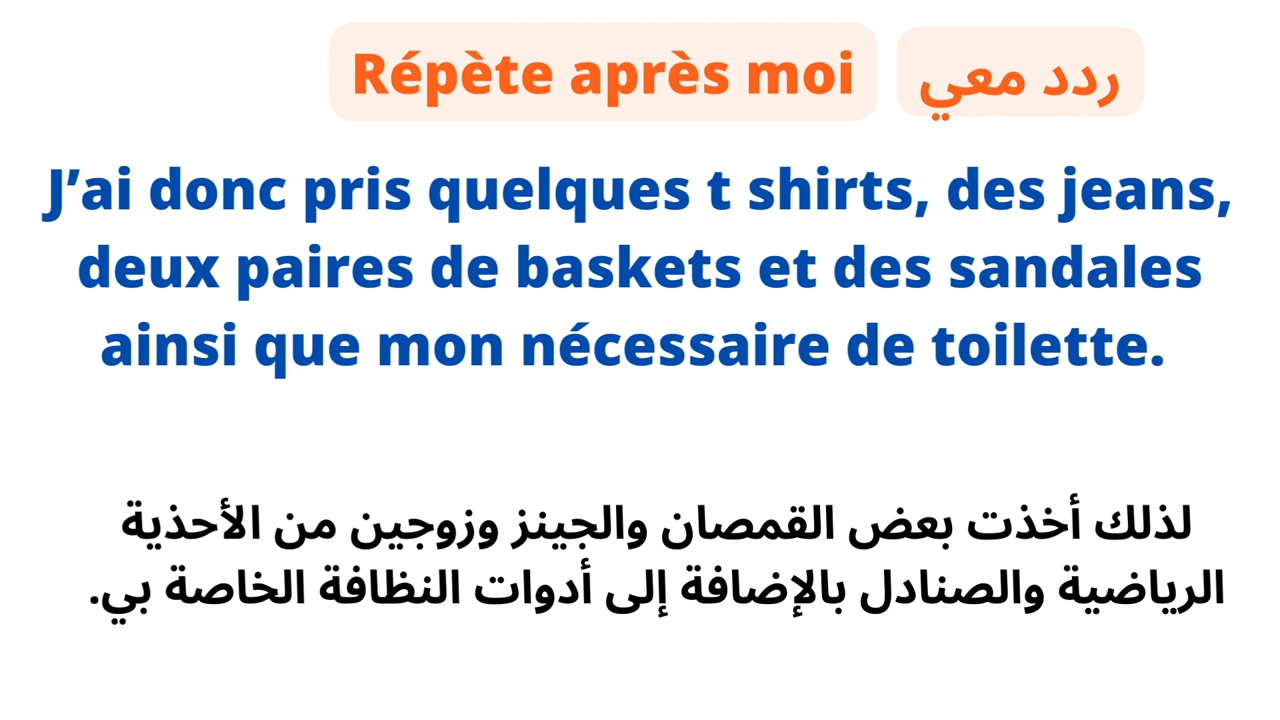 Répète après moi
ردد معي
J’ai donc pris quelques t shirts, des jeans,
deux paires de baskets et des sandales
ainsi que mon nécessaire de toilette.
لذلك أخذت بعض القمصان والجينز وزوجين من الأحذية
الرياضية والصنادل بالإضافة إلى أدوات النظافة الخاصة بي.